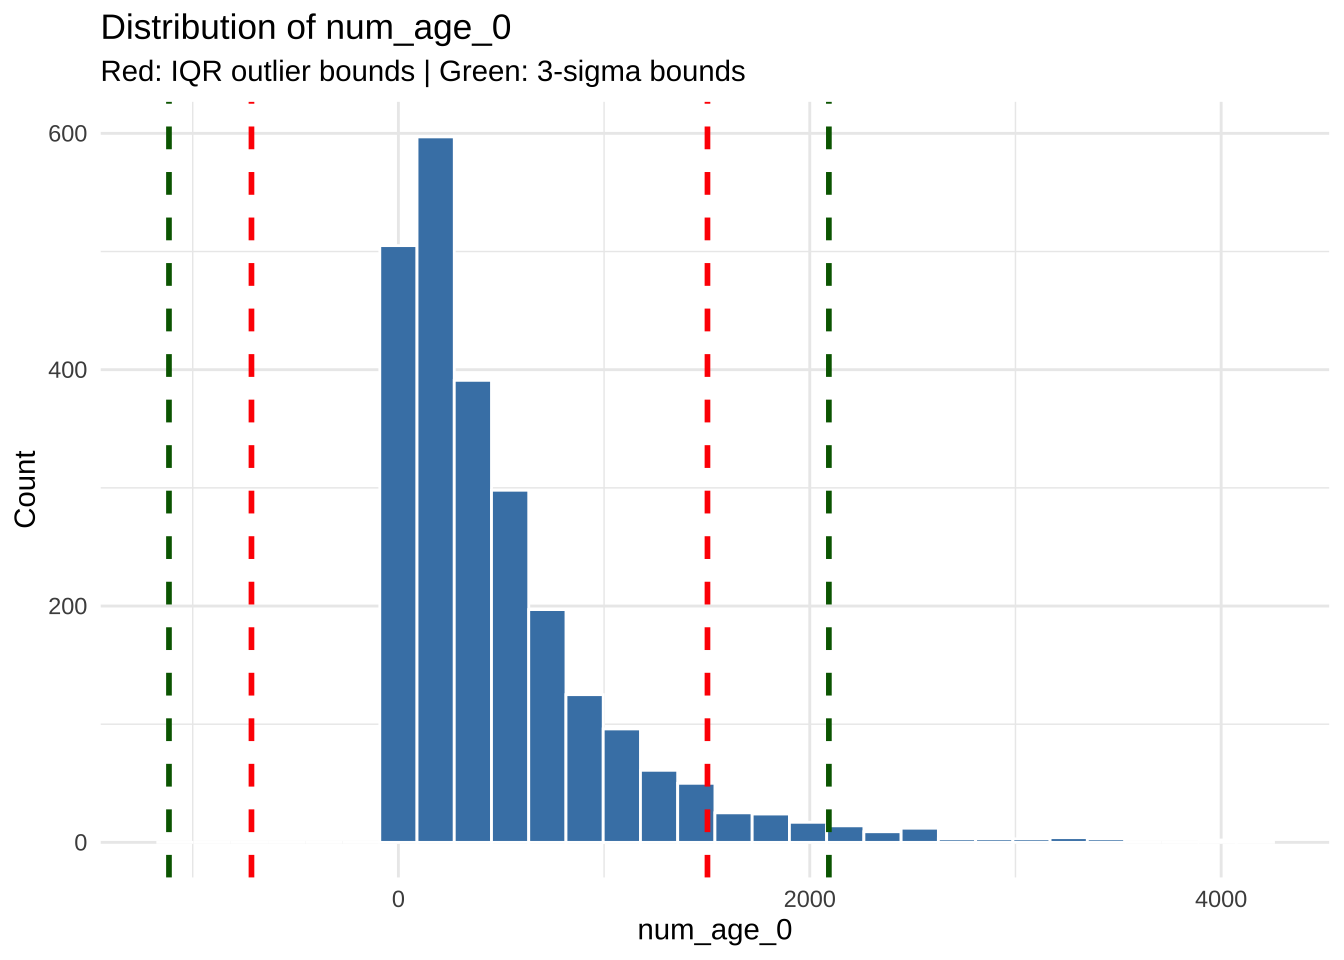 Distribution of num_age_0
Red: IQR outlier bounds | Green: 3-sigma bounds
600
400
200
0
Count
0
2000
4000
num_age_0